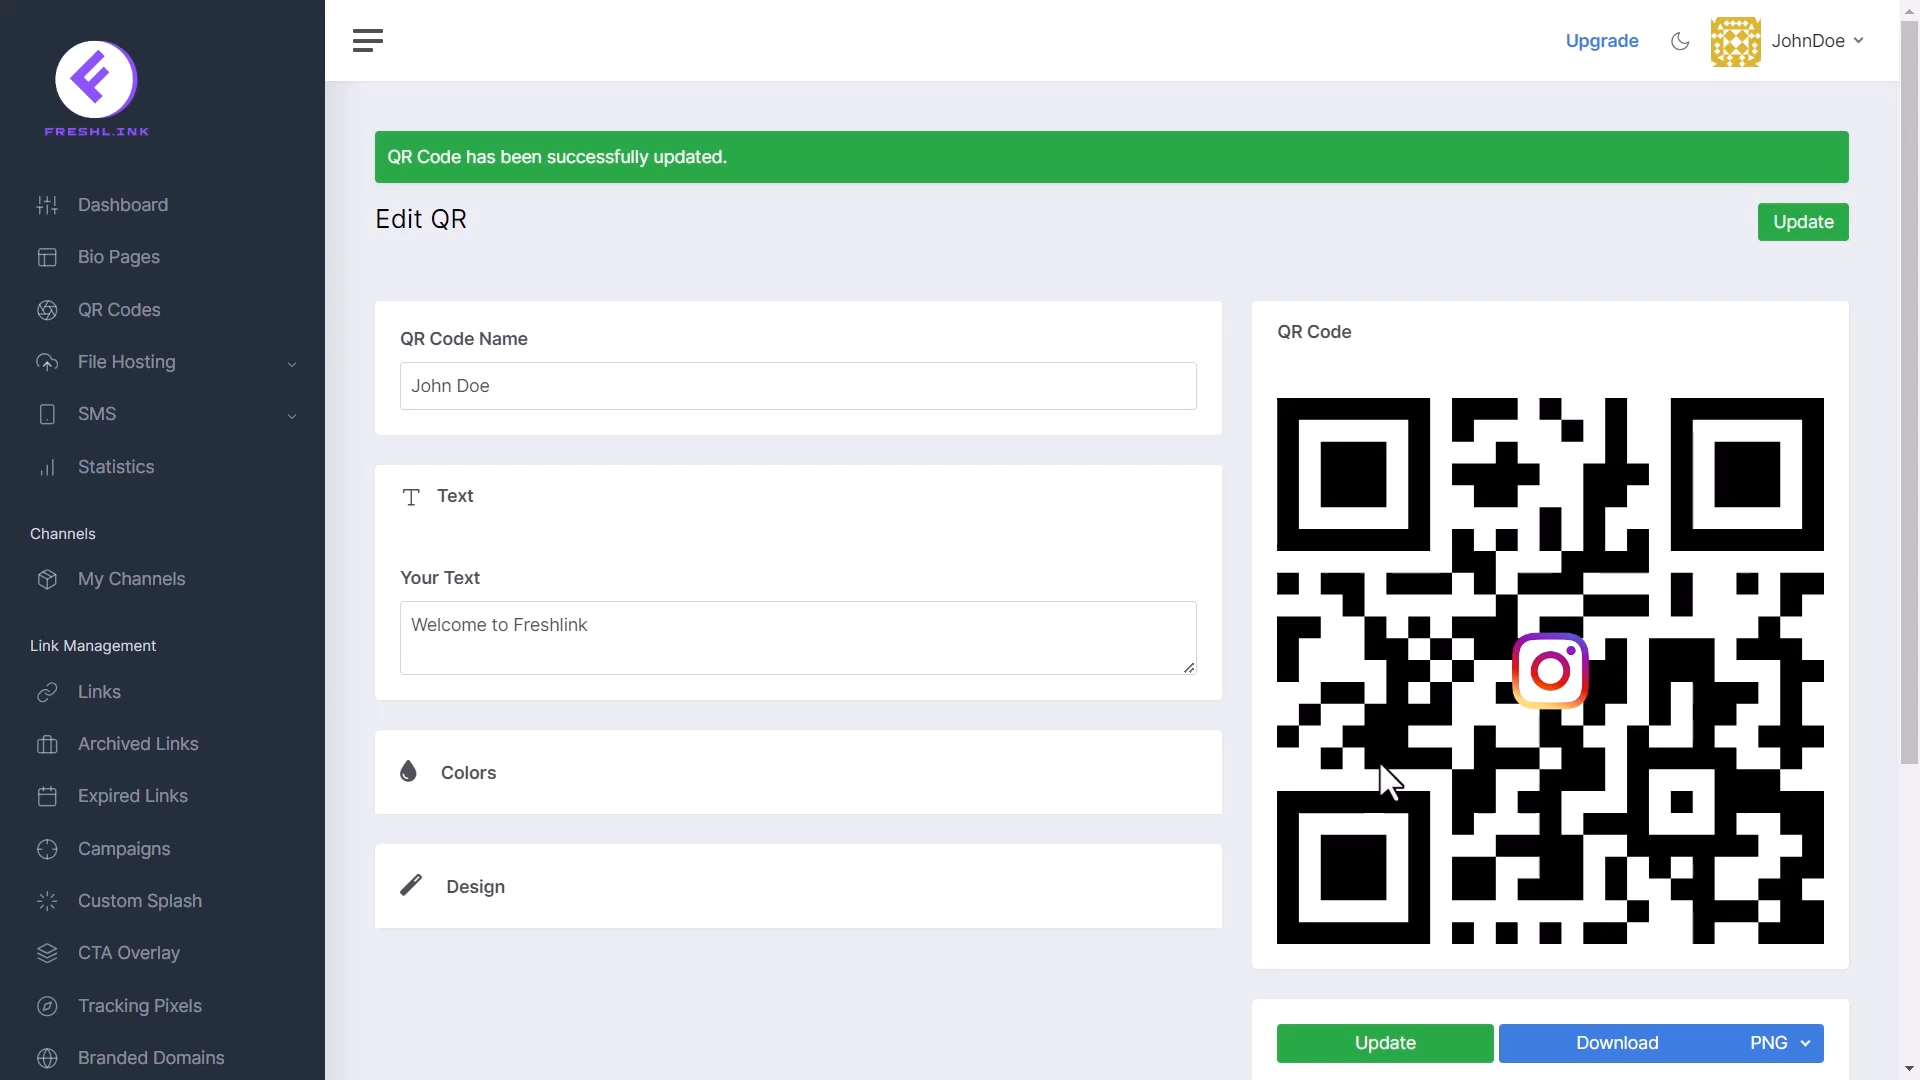 FRESHL.INK
Dashboard
Bio Pages
QR Codes
File Hosting
SMS
Statistics
Channels
My Channels
Link Management
Links
Archived Links
Expired Links
Campaigns
Custom Splash
CTA Overlay
Tracking Pixels
Branded Domains
Upgrade
JohnDoe
QR Code has been successfully updated.
Edit QR
Update
QR Code Name
John Doe
Text
Your Text
Welcome to Freshlink
Colors
Design
QR Code
Update
Download PNG